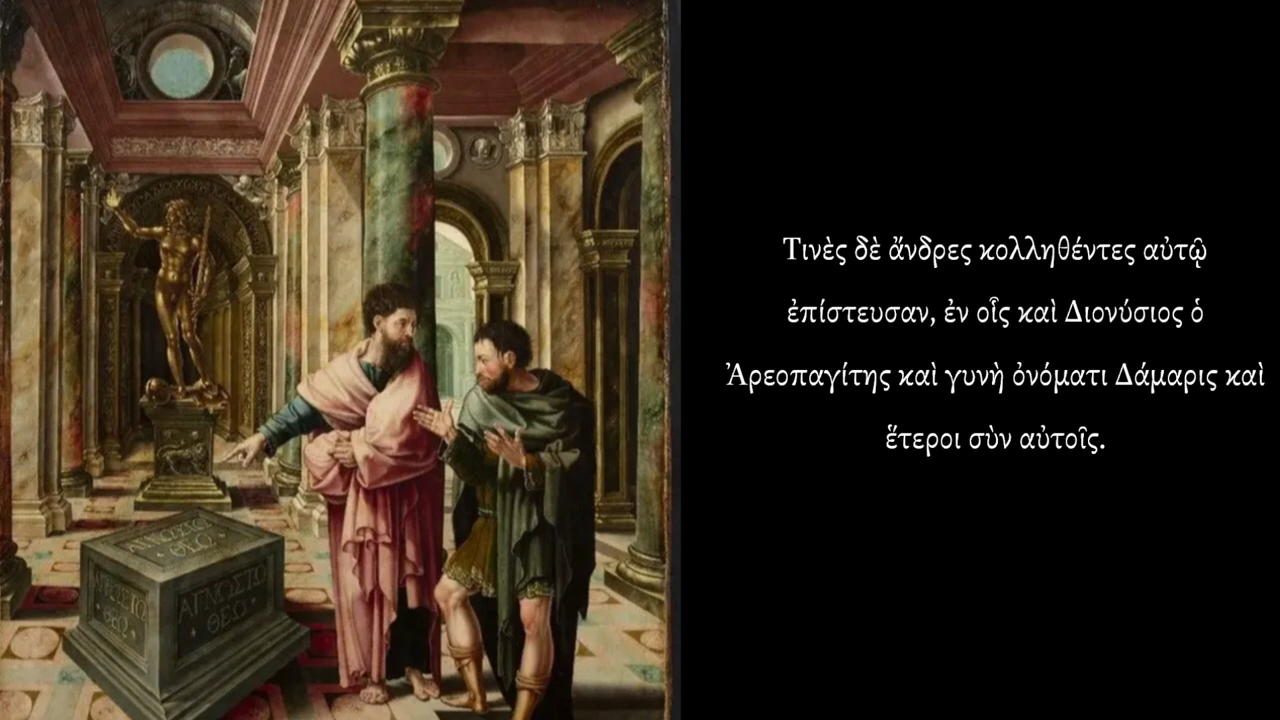 ΑΓΝΩΣΤΩ
ΘΕΩ
ΑΓΝΩΣΤΩ
ΘΕΩ
Τινὲς δὲ ἄνδρες κολληθέντες αὐτῷ
ἐπίστευσαν, ἐν οἷς καὶ Διονύσιος ὁ
Ἀρεοπαγίτης καὶ γυνὴ ὀνόματι Δάμαρις καὶ
ἕτεροι σὺν αὐτοῖς.